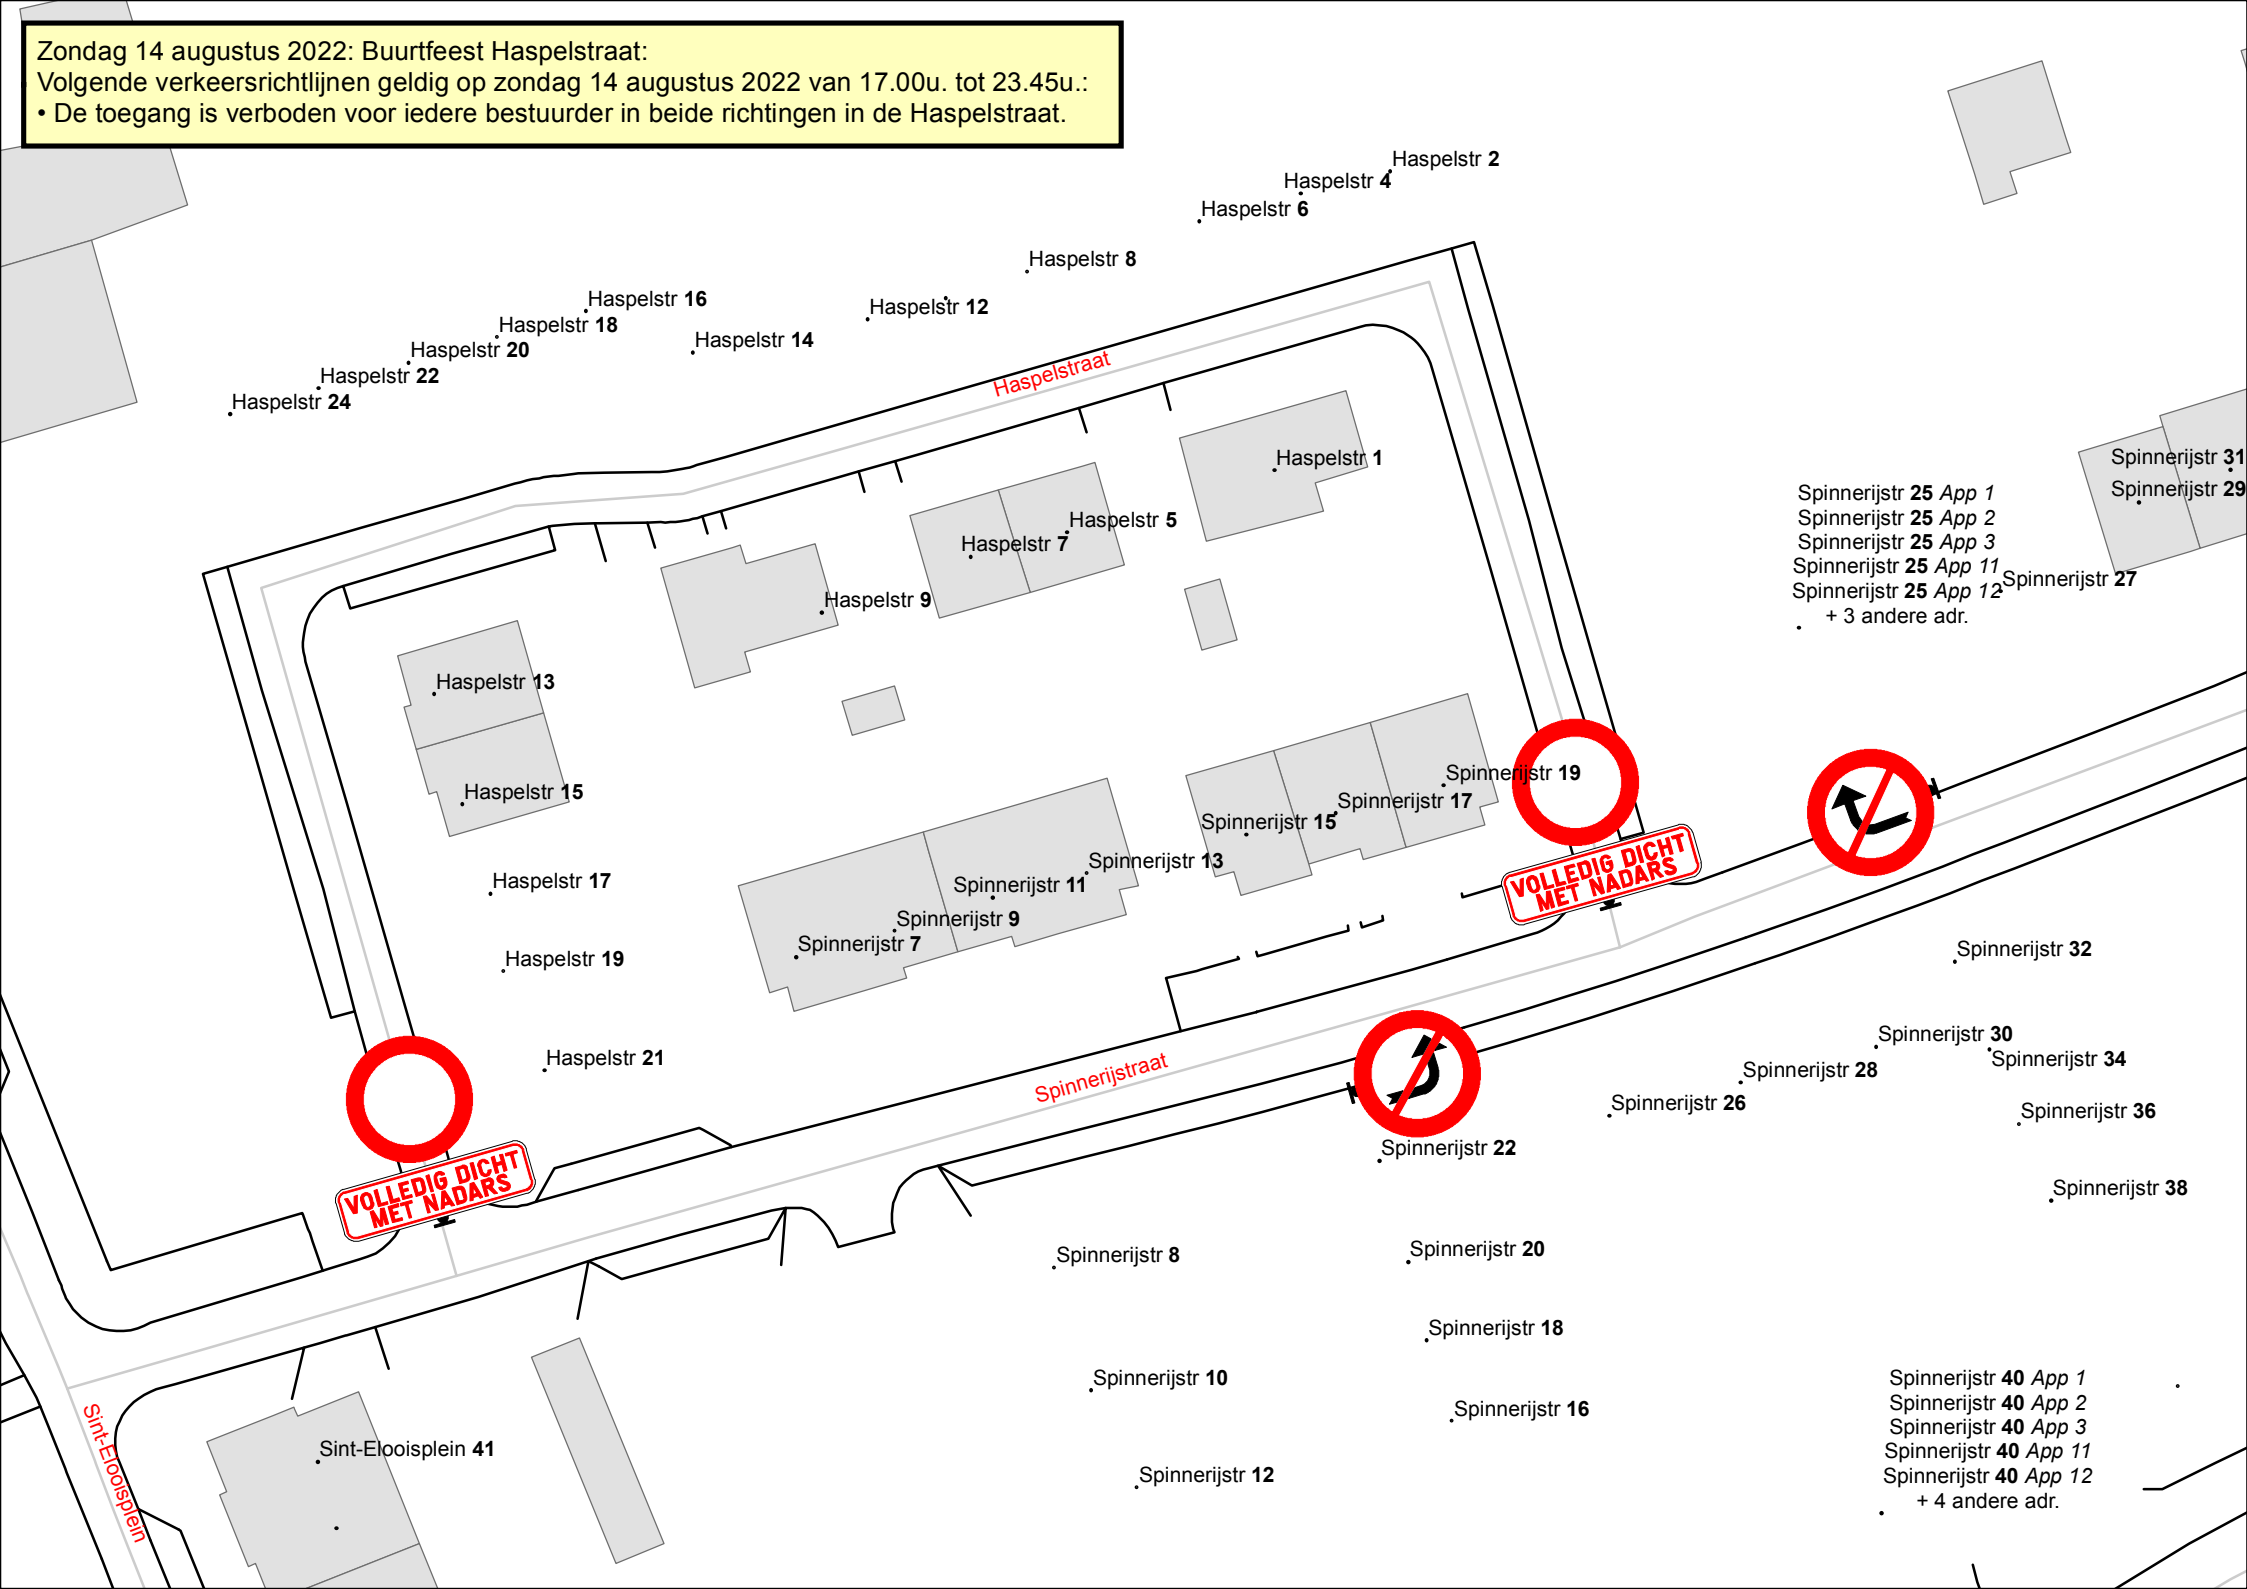 Zondag 14 augustus 2022: Buurtfeest Haspelstraat:
Volgende verkeersrichtlijnen geldig op zondag 14 augustus 2022 van 17.00u. tot 23.45u.:
• De toegang is verboden voor iedere bestuurder in beide richtingen in de Haspelstraat.
Haspelstr 2
Haspelstr 4
Haspelstr 6
Haspelstr 8
Haspelstr 12
Haspelstr 16
Haspelstr 18
Haspelstr 14
Haspelstr 20
Haspelstr 22
Haspelstr 24
Haspelstraat
Haspelstr 1
Haspelstr 5
Haspelstr 7
Haspelstr 9
Haspelstr 13
Haspelstr 15
Haspelstr 17
Haspelstr 19
Haspelstr 21
Spinnerijstr 31
Spinnerijstr 29
Spinnerijstr 25 App 1
Spinnerijstr 25 App 2
Spinnerijstr 25 App 3
Spinnerijstr 25 App 11
Spinnerijstr 25 App 12
+ 3 andere adr.
Spinnerijstr 27
Spinnerijstr 19
Spinnerijstr 17
Spinnerijstr 15
Spinnerijstr 13
Spinnerijstr 11
Spinnerijstr 9
Spinnerijstr 7
VOLLEDIG DICHT
MET NADARS
Spinnerijstr 32
Spinnerijstr 30
Spinnerijstr 34
Spinnerijstr 28
Spinnerijstr 26
Spinnerijstr 36
Spinnerijstraat
Spinnerijstr 22
Spinnerijstr 38
VOLLEDIG DICHT
MET NADARS
Spinnerijstr 8
Spinnerijstr 20
Spinnerijstr 18
Spinnerijstr 10
Spinnerijstr 16
Spinnerijstr 12
Spinnerijstr 40 App 1
Spinnerijstr 40 App 2
Spinnerijstr 40 App 3
Spinnerijstr 40 App 11
Spinnerijstr 40 App 12
+ 4 andere adr.
Sint-Elooisplein 41
Sint-Elooisplein